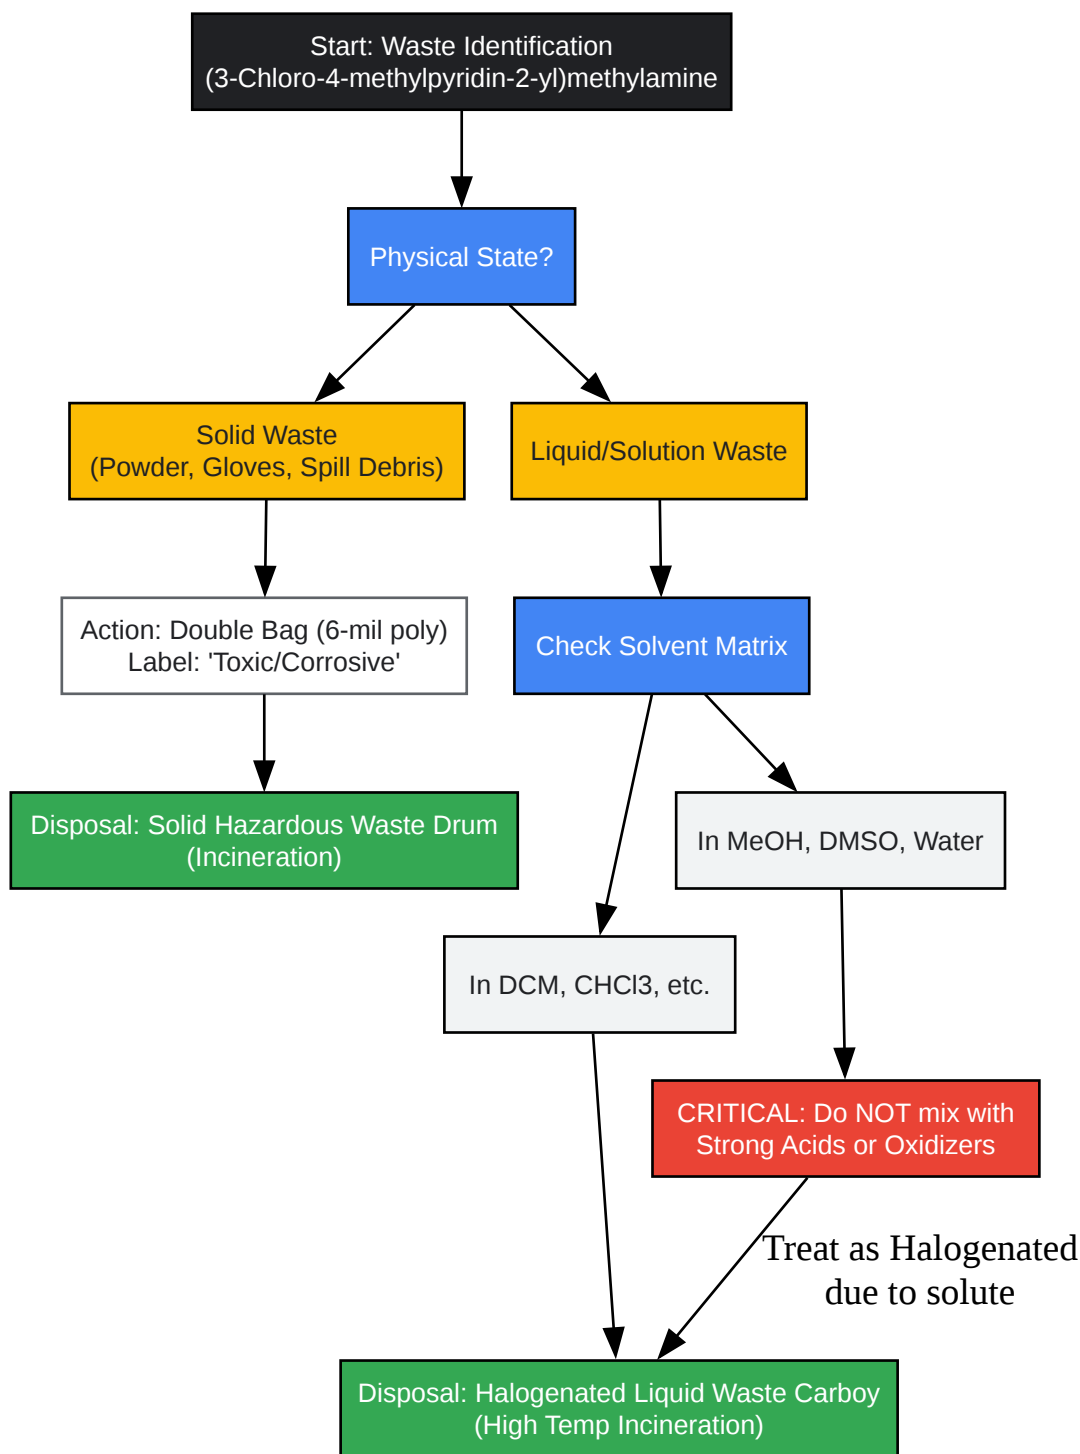 Start: Waste Identification
(3-Chloro-4-methylpyridin-2-yl)methylamine
Physical State?
Solid Waste
(Powder, Gloves, Spill Debris)
Liquid/Solution Waste
Action: Double Bag (6-mil poly)
Label: 'Toxic/Corrosive'
Check Solvent Matrix
Disposal: Solid Hazardous Waste Drum
(Incineration)
In MeOH, DMSO, Water
In DCM, CHCl3, etc.
CRITICAL: Do NOT mix with
Strong Acids or Oxidizers
Treat as Halogenated
due to solute
Disposal: Halogenated Liquid Waste Carboy
(High Temp Incineration)